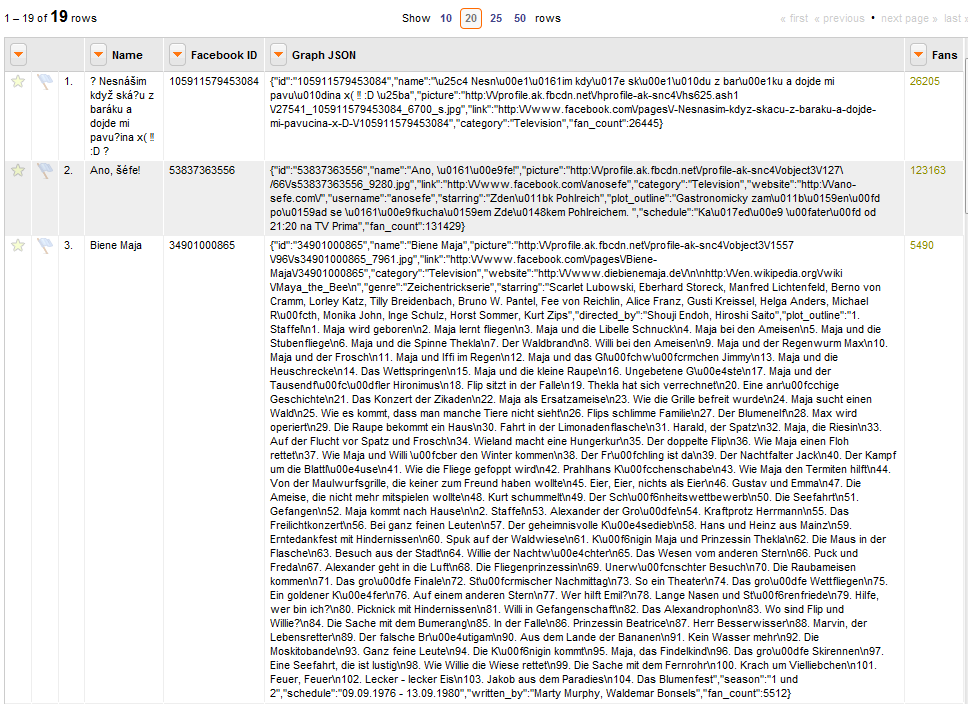 1 – 19 of 19 rows Show 10 20 25 50 rows « first « previous • next page » last »
Name Facebook ID Graph JSON Fans
1. ? Nesnášim když ská?u z baráku a dojde mi pavu?ina x( ‼ :D ? 105911579453084 {"id":"105911579453084","name":"\u25c4 Nesn\u00e1\u0161im kdy\u017e sk\u00e1\u010du z bar\u00e1ku a dojde mi
pavu\u010dina x( ‼ :D \u25ba","picture":"http:\/\/profile.ak.fbcdn.net\/hprofile-ak-snc4\/hs625.ash1
\/27541_105911579453084_6700_s.jpg","link":"http:\/\/www.facebook.com\/pages\/-Nesnasim-kdyz-skacu-z-baraku-a-dojde-
mi-pavucina-x-D-\/105911579453084","category":"Television","fan_count":26445} 26205
2. Ano, šéfe! 53837363556 {"id":"53837363556","name":"Ano, \u0161\u00e9fe!","picture":"http:\/\/profile.ak.fbcdn.net\/profile-ak-snc4\/object3\/127\
/66\/s53837363556_9280.jpg","link":"http:\/\/www.facebook.com\/anosefe","category":"Television","website":"http:\/\/ano-
sefe.com\/","username":"anosefe","starring":"Zden\u011bk Pohlreich","plot_outline":"Gastronomicky zam\u011b\u0159en\u00fd
po\u0159ad se \u0161\u00e9fkucha\u0159em Zde\u0148kem Pohlreichem. ","schedule":"Ka\u017ed\u00e9 \u00fater\u00fd od
21:20 na TV Prima","fan_count":131429} 123163
3. Biene Maja 34901000865 {"id":"34901000865","name":"Biene Maja","picture":"http:\/\/profile.ak.fbcdn.net\/profile-ak-snc4\/object3\/1557
\/96\/s34901000865_7961.jpg","link":"http:\/\/www.facebook.com\/pages\/Biene-
Maja\/34901000865","category":"Television","website":"http:\/\/www.diebienemaja.de\/\n\nhttp:\/\/en.wikipedia.org\/wiki
\/Maya_the_Bee\n","genre":"Zeichentrickserie","starring":"Scarlet Lubowski, Eberhard Storeck, Manfred Lichtenfeld, Berno von
Cramm, Lorley Katz, Tilly Breidenbach, Bruno W. Pantel, Fee von Reichlin, Alice Franz, Gusti Kreissel, Helga Anders, Michael
R\u00fcth, Monika John, Inge Schulz, Horst Sommer, Kurt Zips","directed_by":"Shouji Endoh, Hiroshi Saito","plot_outline":"1.
Staffel\n1. Maja wird geboren\n2. Maja lernt fliegen\n3. Maja und die Libelle Schnuck\n4. Maja bei den Ameisen\n5. Maja und die
Stubenfliege\n6. Maja und die Spinne Thekla\n7. Der Waldbrand\n8. Willi bei den Ameisen\n9. Maja und der Regenwurm Max\n10.
Maja und der Frosch\n11. Maja und Iffi im Regen\n12. Maja und das Gl\u00fchw\u00fcrmchen Jimmy\n13. Maja und die
Heuschrecke\n14. Das Wettspringen\n15. Maja und die kleine Raupe\n16. Ungebetene G\u00e4ste\n17. Maja und der
Tausendf\u00fc\u00dfler Hironimus\n18. Flip sitzt in der Falle\n19. Thekla hat sich verrechnet\n20. Eine anr\u00fcchige
Geschichte\n21. Das Konzert der Zikaden\n22. Maja als Ersatzameise\n23. Wie die Grille befreit wurde\n24. Maja sucht einen
Wald\n25. Wie es kommt, dass man manche Tiere nicht sieht\n26. Flips schlimme Familie\n27. Der Blumenelf\n28. Max wird
operiert\n29. Die Raupe bekommt ein Haus\n30. Fahrt in der Limonadenflasche\n31. Harald, der Spatz\n32. Maja, die Riesin\n33.
Auf der Flucht vor Spatz und Frosch\n34. Wieland macht eine Hungerkur\n35. Der doppelte Flip\n36. Wie Maja einen Floh
rettet\n37. Wie Maja und Willi \u00fcber den Winter kommen\n38. Der Fr\u00fchling ist da\n39. Der Nachtfalter Jack\n40. Der Kampf
um die Blattl\u00e4use\n41. Wie die Fliege gefoppt wird\n42. Prahlhans K\u00fcchenschabe\n43. Wie Maja den Termiten hilft\n44.
Von der Maulwurfsgrille, die keiner zum Freund haben wollte\n45. Eier, Eier, nichts als Eier\n46. Gustav und Emma\n47. Die
Ameise, die nicht mehr mitspielen wollte\n48. Kurt schummelt\n49. Der Sch\u00f6nheitswettbewerb\n50. Die Seefahrt\n51.
Gefangen\n52. Maja kommt nach Hause\n\n2. Staffel\n53. Alexander der Gro\u00dfe\n54. Kraftprotz Herrmann\n55. Das
Freilichtkonzert\n56. Bei ganz feinen Leuten\n57. Der geheimnisvolle K\u00e4sedieb\n58. Hans und Heinz aus Mainz\n59.
Erntedankfest mit Hindernissen\n60. Spuk auf der Waldwiese\n61. K\u00f6nigin Maja und Prinzessin Thekla\n62. Die Maus in der
Flasche\n63. Besuch aus der Stadt\n64. Willie der Nachtw\u00e4chter\n65. Das Wesen vom anderen Stern\n66. Puck und
Freda\n67. Alexander geht in die Luft\n68. Die Fliegenprinzessin\n69. Unerw\u00fcnschter Besuch\n70. Die Raubameisen
kommen\n71. Das gro\u00dfe Finale\n72. St\u00fcrmischer Nachmittag\n73. So ein Theater\n74. Das gro\u00dfe Wettfliegen\n75.
Ein goldener K\u00e4fer\n76. Auf einem anderen Stern\n77. Wer hilft Emil?\n78. Lange Nasen und St\u00f6renfriede\n79. Hilfe,
wer bin ich?\n80. Picknick mit Hindernissen\n81. Willi in Gefangenschaft\n82. Das Alexandrophon\n83. Wo sind Flip und
Willie?\n84. Die Sache mit dem Bumerang\n85. In der Falle\n86. Prinzessin Beatrice\n87. Herr Besserwisser\n88. Marvin, der
Lebensretter\n89. Der falsche Br\u00e4utigam\n90. Aus dem Lande der Bananen\n91. Kein Wasser mehr\n92. Die
Moskitobande\n93. Ganz feine Leute\n94. Die K\u00f6nigin kommt\n95. Maja, das Findelkind\n96. Das gro\u00dfe Skirennen\n97.
Eine Seefahrt, die ist lustig\n98. Wie Willie die Wiese rettet\n99. Die Sache mit dem Fernrohr\n100. Krach um Vielliebchen\n101.
Feuer, Feuer\n102. Lecker - lecker Eis\n103. Jakob aus dem Paradies\n104. Das Blumenfest","season":"1 und
2","schedule":"09.09.1976 - 13.09.1980","written_by":"Marty Murphy, Waldemar Bonsels","fan_count":5512} 5490